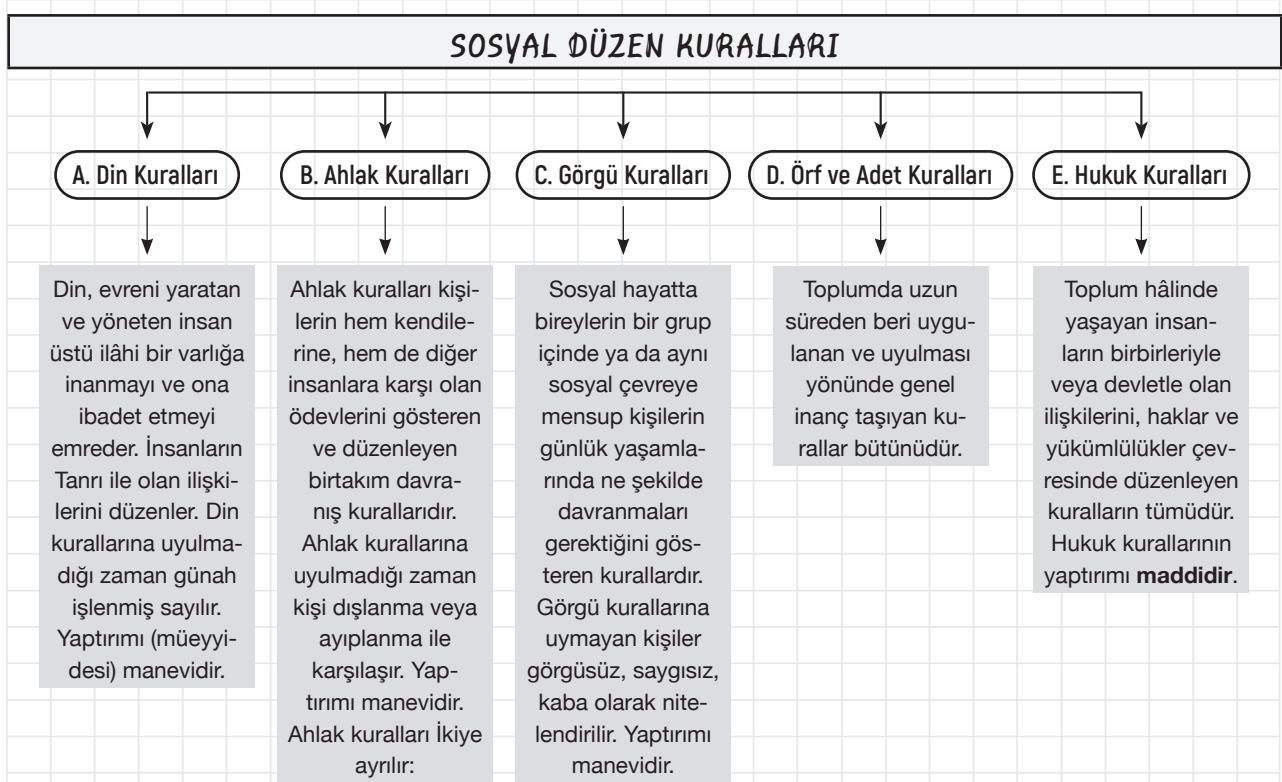 SOSYAL DÜZEN KURALLARI
A. Din Kuralları
Din, evreni yaratan
ve yöneten insan
üstü ilâhi bir varlığa
inanmayı ve ona
ibadet etmeyi
emreder. İnsanların
Tanrı ile olan ilişki-
lerini düzenler. Din
kurallarına uyulma-
dığı zaman günah
işlenmiş sayılır.
Yaptırımı (müeyyi-
desi) manevidir.
B. Ahlak Kuralları
Ahlak kuralları kişi-
lerin hem kendile-
rine, hem de diğer
insanlara karşı olan
ödevlerini gösteren
ve düzenleyen
birtakım davra-
nış kurallarıdır.
Ahlak kurallarına
uyulmadığı zaman
kişi dışlanma veya
ayıplanma ile
karşılaşır. Yap-
tırımı manevidir.
Ahlak kuralları İkiye
ayrılır:
C. Görgü Kuralları
Sosyal hayatta
bireylerin bir grup
içinde ya da aynı
sosyal çevreye
mensup kişilerin
günlük yaşamla-
rında ne şekilde
davranmaları
gerektiğini gös-
teren kurallardır.
Görgü kurallarına
uymayan kişiler
görgüsüz, saygısız,
kaba olarak nite-
lendirilir. Yaptırımı
manevidir.
D. Örf ve Adet Kuralları
Toplumda uzun
süreden beri uygu-
lanan ve uyulması
yönünde genel
inanç taşıyan ku-
rallar bütünüdür.
E. Hukuk Kuralları
Toplum hâlinde
yaşayan insan-
ların birbirleriyle
veya devletle olan
ilişkilerini, haklar ve
yükümlülükler çev-
resinde düzenleyen
kuralların tümüdür.
Hukuk kurallarının
yaptırımı maddidir.